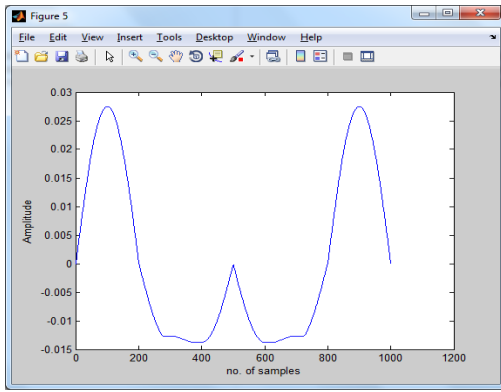 Figure 5
File Edit View Insert Tools Desktop Window Help
0.03
0.025
0.02
0.015
0.01
0.005
0
-0.005
-0.01
-0.015
Amplitude
0 200 400 600 800 1000 1200
no. of samples